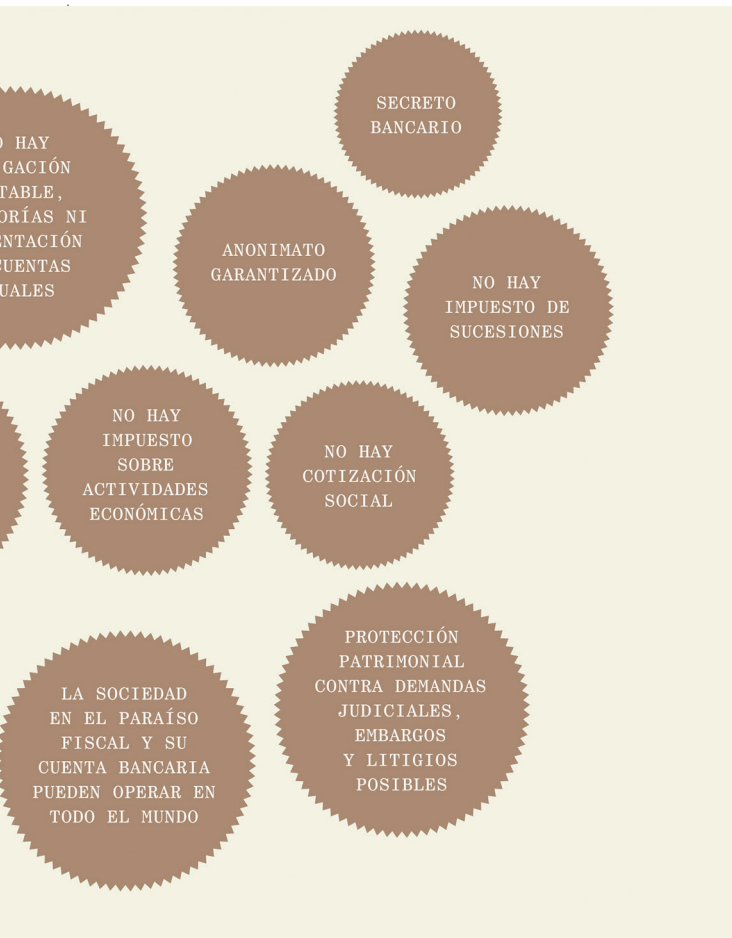 SECRETO
BANCARIO
HAY
NI
ANONIMATO
GARANTIZADO
NO HAY
IMPUESTO DE
SUCESIONES
NO HAY
IMPUESTO
SOBRE
ACTIVIDADES
ECONÓMICAS
NO HAY
COTIZACIÓN
SOCIAL
PROTECCIÓN
PATRIMONIAL
CONTRA DEMANDAS
JUDICIALES,
EMBARGOS
Y LITIGIOS
POSIBLES
LA SOCIEDAD
EN EL PARAÍSO
FISCAL Y SU
CUENTA BANCARIA
PUEDEN OPERAR EN
TODO EL MUNDO